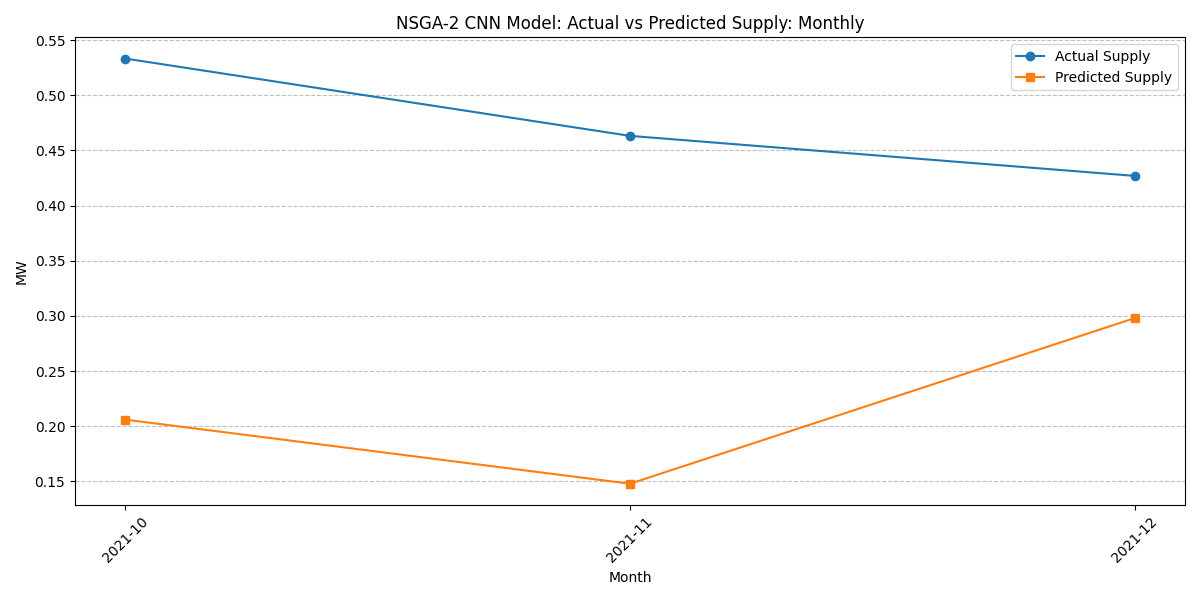 NSGA-2 CNN Model: Actual vs Predicted Supply: Monthly
Actual Supply
Predicted Supply
MW
0.55
0.50
0.45
0.40
0.35
0.30
0.25
0.20
0.15
2021-10
2021-11
2021-12
Month